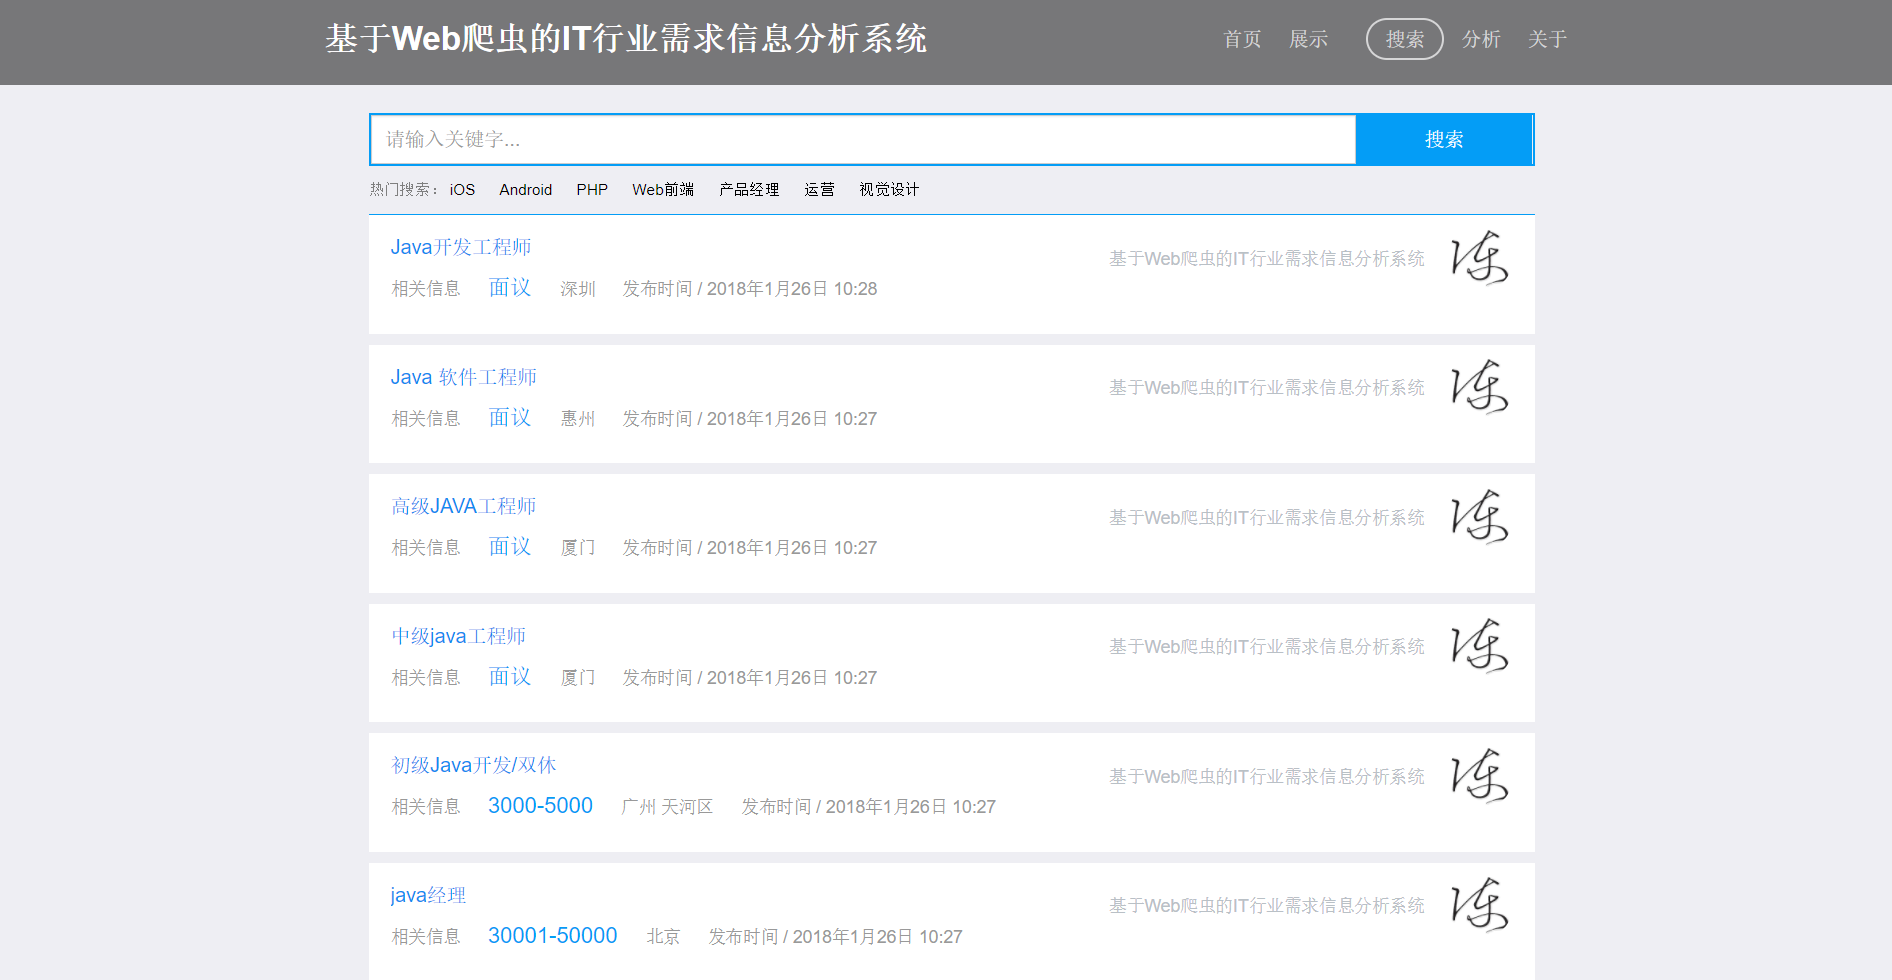 基于Web爬虫的IT行业需求信息分析系统 首页 展示 搜索 分析 关于
请输入关键字... 搜索
热门搜索: iOS Android PHP Web前端 产品经理 运营 视觉设计
Java开发工程师 基于Web爬虫的IT行业需求信息分析系统 陈
相关信息 面议 深圳 发布时间 / 2018年1月26日 10:28
Java 软件工程师 基于Web爬虫的IT行业需求信息分析系统 陈
相关信息 面议 惠州 发布时间 / 2018年1月26日 10:27
高级JAVA工程师 基于Web爬虫的IT行业需求信息分析系统 陈
相关信息 面议 厦门 发布时间 / 2018年1月26日 10:27
中级java工程师 基于Web爬虫的IT行业需求信息分析系统 陈
相关信息 面议 厦门 发布时间 / 2018年1月26日 10:27
初级Java开发/双休 基于Web爬虫的IT行业需求信息分析系统 陈
相关信息 3000-5000 广州 天河区 发布时间 / 2018年1月26日 10:27
java经理 基于Web爬虫的IT行业需求信息分析系统 陈
相关信息 30001-50000 北京 发布时间 / 2018年1月26日 10:27